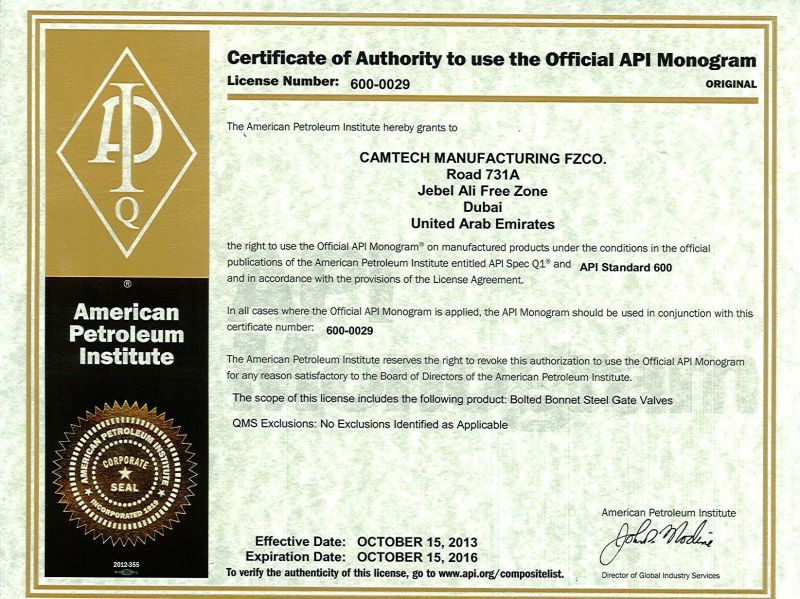 Certificate of Authority to use the Official API Monogram
License Number: 600-0029
ORIGINAL
The American Petroleum Institute hereby grants to
CAMTECH MANUFACTURING FZCO.
Road 731A
Jebel Ali Free Zone
Dubai
United Arab Emirates
the right to use the Official API Monogram® on manufactured products under the conditions in the official
publications of the American Petroleum Institute entitled API Spec Q1® and API Standard 600
and in accordance with the provisions of the License Agreement.
In all cases where the Official API Monogram is applied, the API Monogram should be used in conjunction with this
certificate number: 600-0029
The American Petroleum Institute reserves the right to revoke this authorization to use the Official API Monogram
for any reason satisfactory to the Board of Directors of the American Petroleum Institute.
The scope of this license includes the following product: Bolted Bonnet Steel Gate Valves
QMS Exclusions: No Exclusions Identified as Applicable
American Petroleum Institute
Director of Global Industry Services
Effective Date: OCTOBER 15, 2013
Expiration Date: OCTOBER 15, 2016
To verify the authenticity of this license, go to www.api.org/compositelist.
API
Q
®
American
Petroleum
Institute
AMERICAN PETROLEUM INSTITUTE
CORPORATE
SEAL
INCORPORATED 1919
2012-355